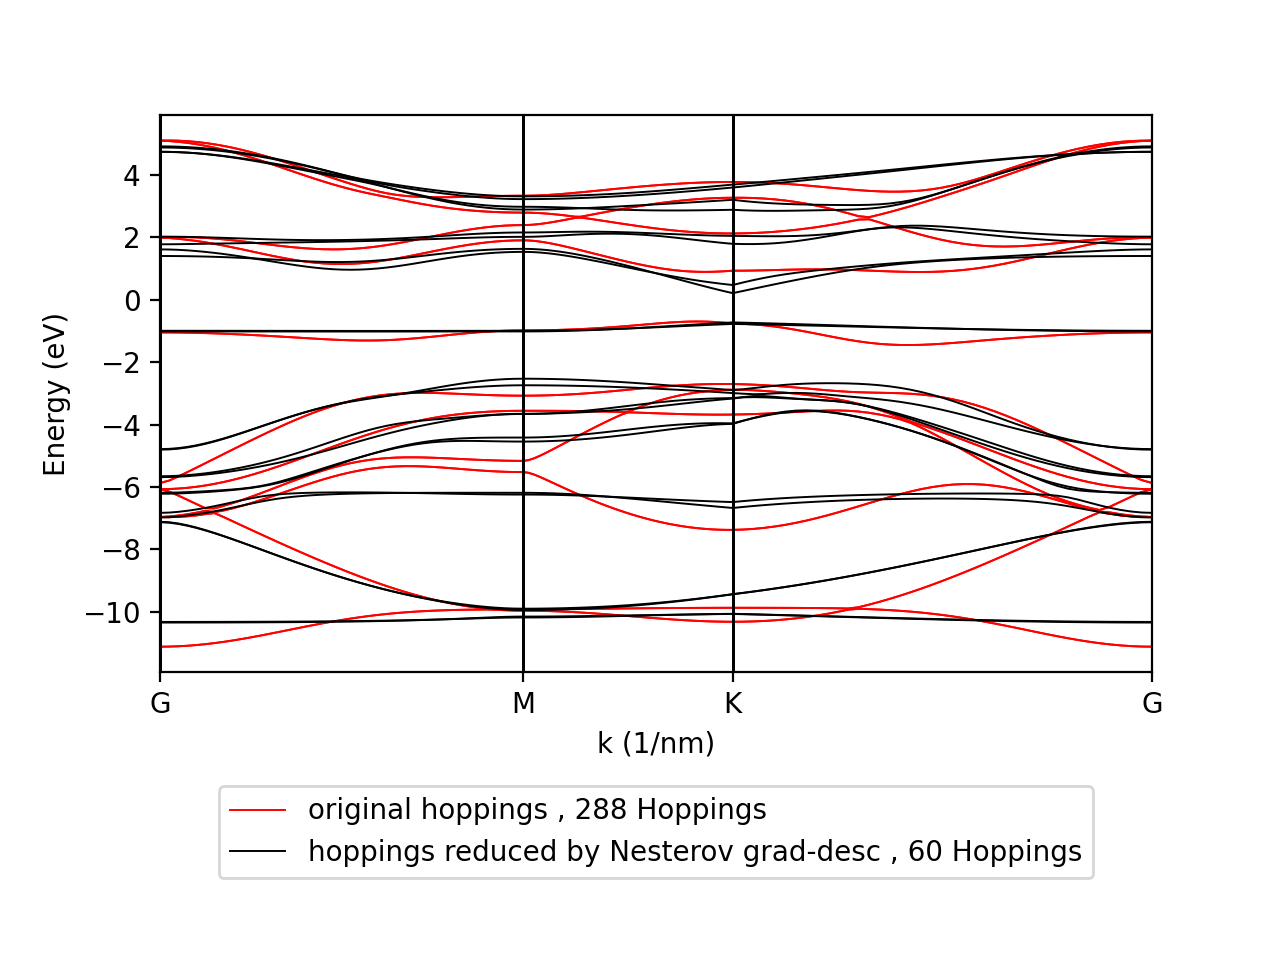 4
2
0
−2
−4
−6
−8
−10
Energy (eV)
G M K G
k (1/nm)
original hoppings , 288 Hoppings
hoppings reduced by Nesterov grad-desc , 60 Hoppings